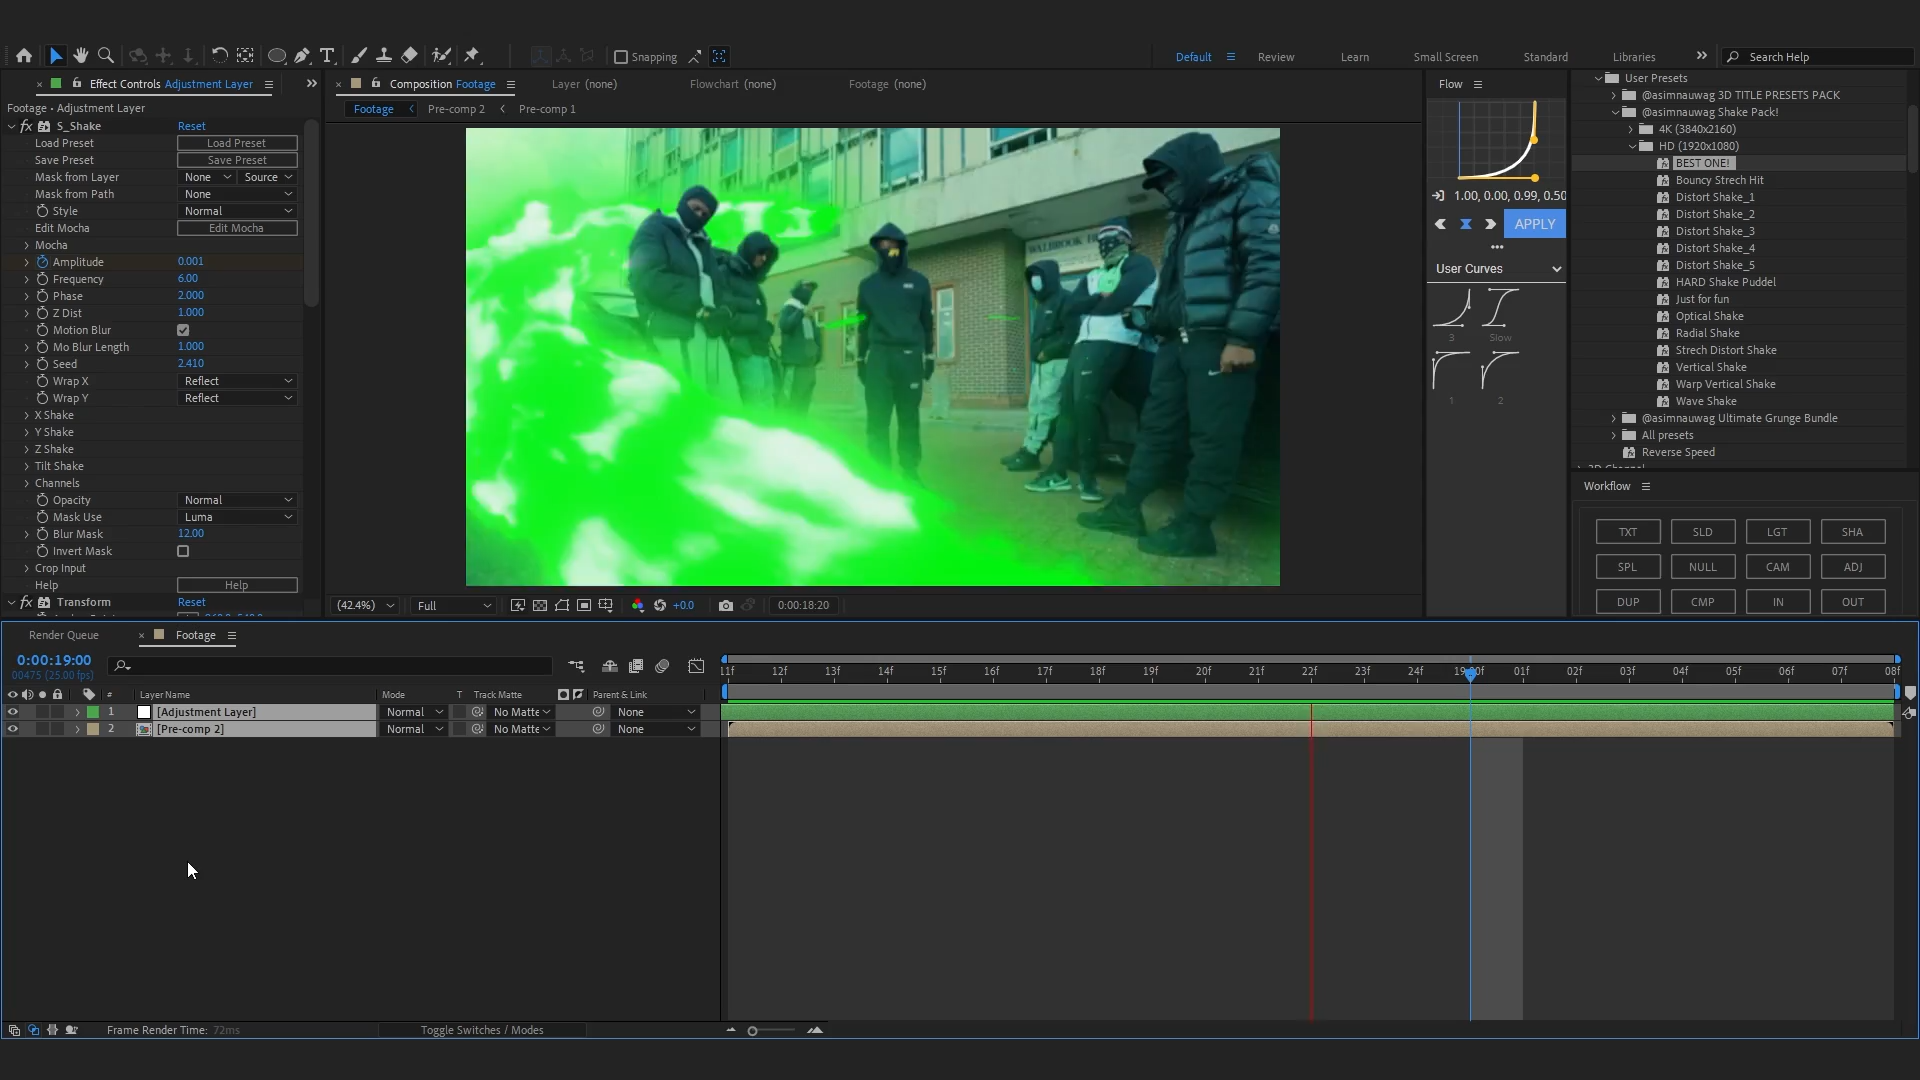 Snapping
Default
Review
Learn
Small Screen
Standard
Libraries
Search Help
Effect Controls Adjustment Layer
Composition Footage
Layer (none)
Flowchart (none)
Footage (none)
Footage • Adjustment Layer
Footage
Pre-comp 2
Pre-comp 1
S_Shake Reset
Load Preset Load Preset
Save Preset Save Preset
Mask from Layer None Source
Mask from Path None
Style Normal
Edit Mocha Edit Mocha
Mocha
Amplitude 0.001
Frequency 6.00
Phase 2.000
Z Dist 1.000
Motion Blur
Mo Blur Length 1.000
Seed 2.410
Wrap X Reflect
Wrap Y Reflect
X Shake
Y Shake
Z Shake
Tilt Shake
Channels
Opacity Normal
Mask Use Luma
Blur Mask 12.00
Invert Mask
Crop Input
Help Help
Transform Reset
WALBROOK
(42.4%)
Full
+0.0
0:00:18:20
Flow
1.00, 0.00, 0.99, 0.50
APPLY
User Curves
3 Slow
1 2
User Presets
@asimnauwag 3D TITLE PRESETS PACK
@asimnauwag Shake Pack!
4K (3840x2160)
HD (1920x1080)
BEST ONE!
Bouncy Strech Hit
Distort Shake_1
Distort Shake_2
Distort Shake_3
Distort Shake_4
Distort Shake_5
HARD Shake Puddel
Just for fun
Optical Shake
Radial Shake
Strech Distort Shake
Vertical Shake
Warp Vertical Shake
Wave Shake
@asimnauwag Ultimate Grunge Bundle
All presets
Reverse Speed
Workflow
TXT SLD LGT SHA
SPL NULL CAM ADJ
DUP CMP IN OUT
Render Queue
Footage
0:00:19:00
00475 (25.00 fps)
# Layer Name Mode T Track Matte Parent & Link
1 [Adjustment Layer] Normal No Matte None
2 [Pre-comp 2] Normal No Matte None
11f 12f 13f 14f 15f 16f 17f 18f 19f 20f 21f 22f 23f 24f 01f 02f 03f 04f 05f 06f 07f 08f
Frame Render Time: 72ms
Toggle Switches / Modes